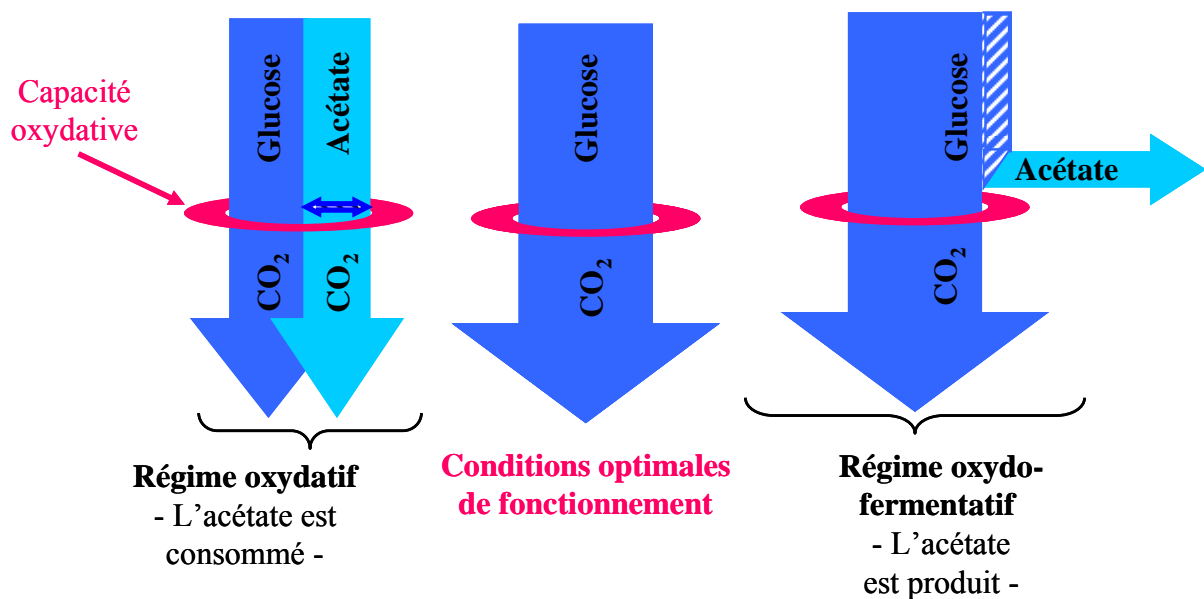 Capacité
oxydative
Glucose
Acétate
CO2
CO2
Régime oxydatif
- L’acétate est
consommé -
Glucose
CO2
Conditions optimales
de fonctionnement
Glucose
Acétate
CO2
Régime oxydo-
fermentatif
- L’acétate
est produit -